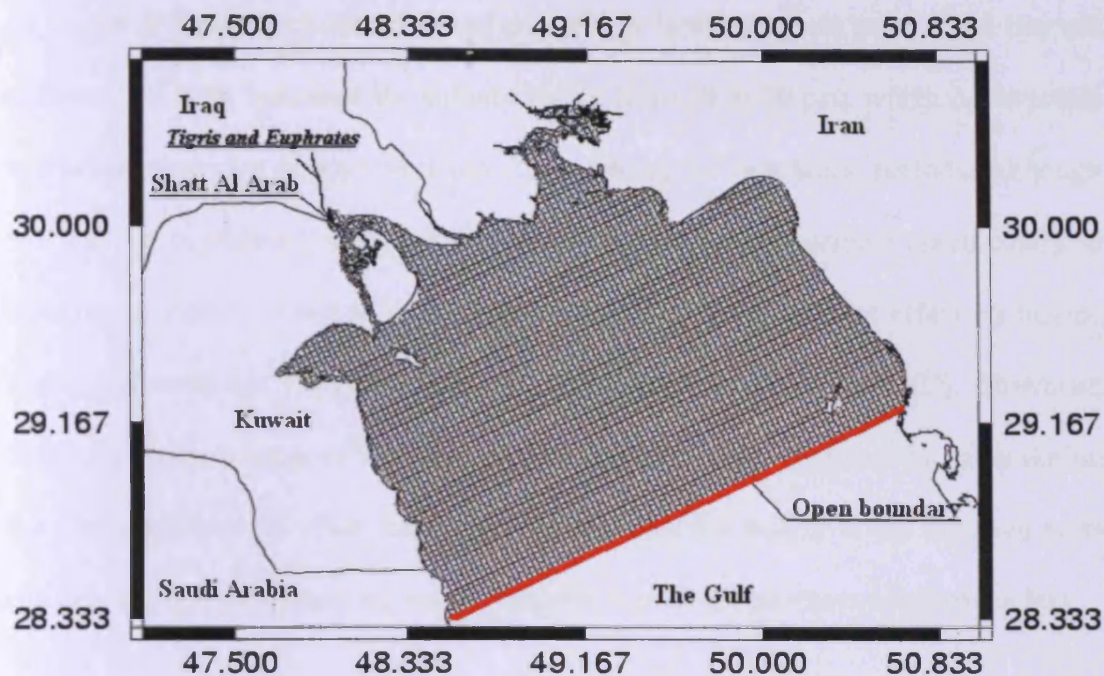 47.500 48.333 49.167 50.000 50.833
Iraq
Iran
Tigris and Euphrates
Shatt Al Arab
30.000 30.000
Kuwait
29.167 29.167
Open boundary
Saudi Arabia
The Gulf
28.333 28.333
47.500 48.333 49.167 50.000 50.833